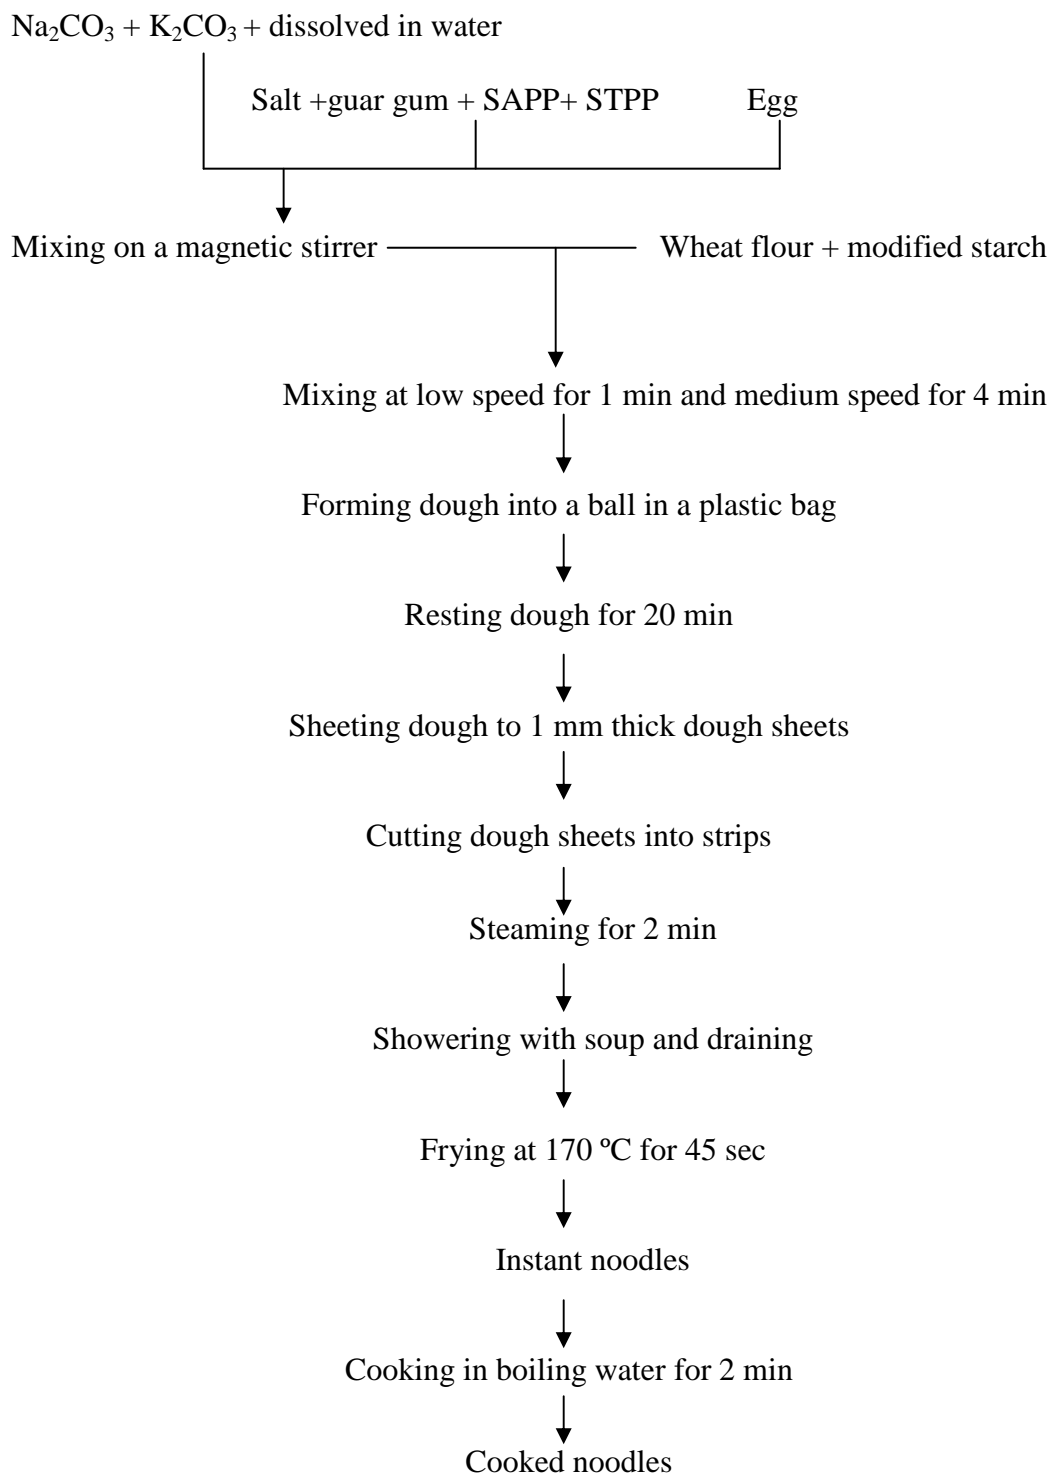 Na₂CO₃ + K₂CO₃ + dissolved in water
Salt +guar gum + SAPP+ STPP Egg
Mixing on a magnetic stirrer Wheat flour + modified starch
Mixing at low speed for 1 min and medium speed for 4 min
Forming dough into a ball in a plastic bag
Resting dough for 20 min
Sheeting dough to 1 mm thick dough sheets
Cutting dough sheets into strips
Steaming for 2 min
Showering with soup and draining
Frying at 170 ºC for 45 sec
Instant noodles
Cooking in boiling water for 2 min
Cooked noodles